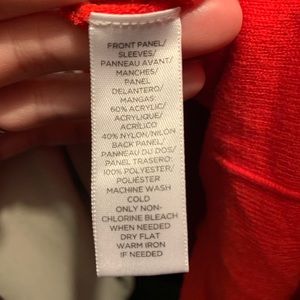 FRONT PANEL/
SLEEVES/
PANNEAU AVANT/
MANCHES/
PANEL
DELANTERO/
MANGAS
60% ACRYLIC/
ACRYLIQUE/
ACRÍLICO
40% NYLON/NILON
BACK PANEL/
PANNEAU DU DOS/
PANEL TRASERO:
100% POLYESTER/
POLIÉSTER
MACHINE WASH
COLD
ONLY NON-
CHLORINE BLEACH
WHEN NEEDED
DRY FLAT
WARM IRON
IF NEEDED